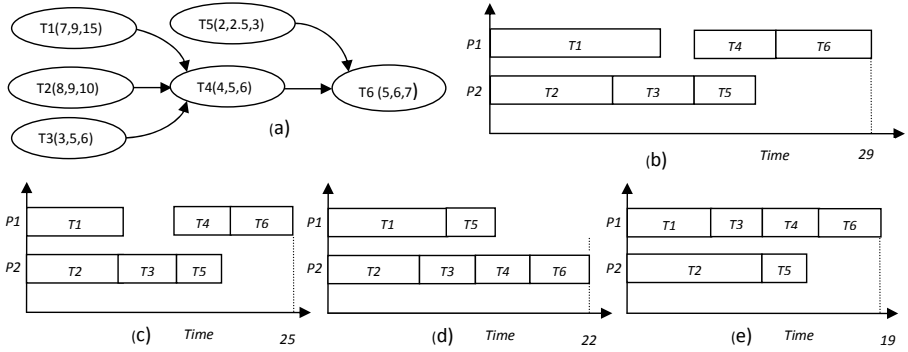 T1(7,9,15)
T5(2,2.5,3)
T2(8,9,10)
T4(4,5,6)
T6 (5,6,7)
T3(3,5,6)
(a)
P1
T1
T4
T6
P2
T2
T3
T5
(b)
Time
29
P1
T1
T4
T6
P2
T2
T3
T5
(c)
Time
25
P1
T1
T5
P2
T2
T3
T4
T6
(d)
Time
22
P1
T1
T3
T4
T6
P2
T2
T5
(e)
Time
19